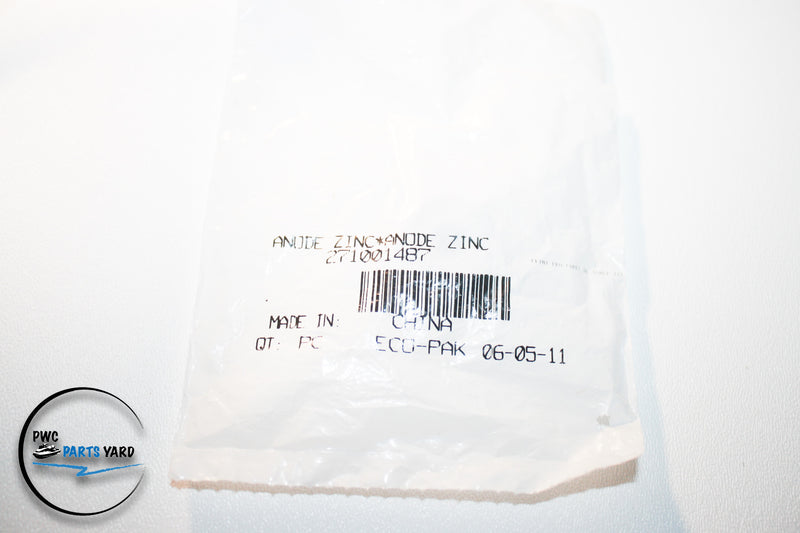 ANODE ZINC*ANODE ZINC
271001487
MADE IN: CHINA
QT: PC ECO-PAK 06-05-11
PWC
PARTS YARD